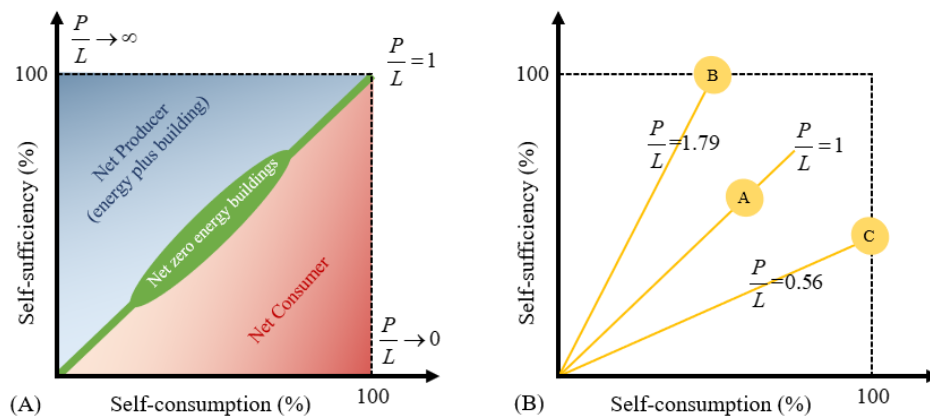 P/L → ∞
P/L = 1
100
Self-sufficiency (%)
Net Producer
(energy plus building)
Net zero energy buildings
Net Consumer
P/L → 0
100
(A)
Self-consumption (%)
100
Self-sufficiency (%)
B
P/L =1.79
P/L =1
A
C
P/L =0.56
100
(B)
Self-consumption (%)